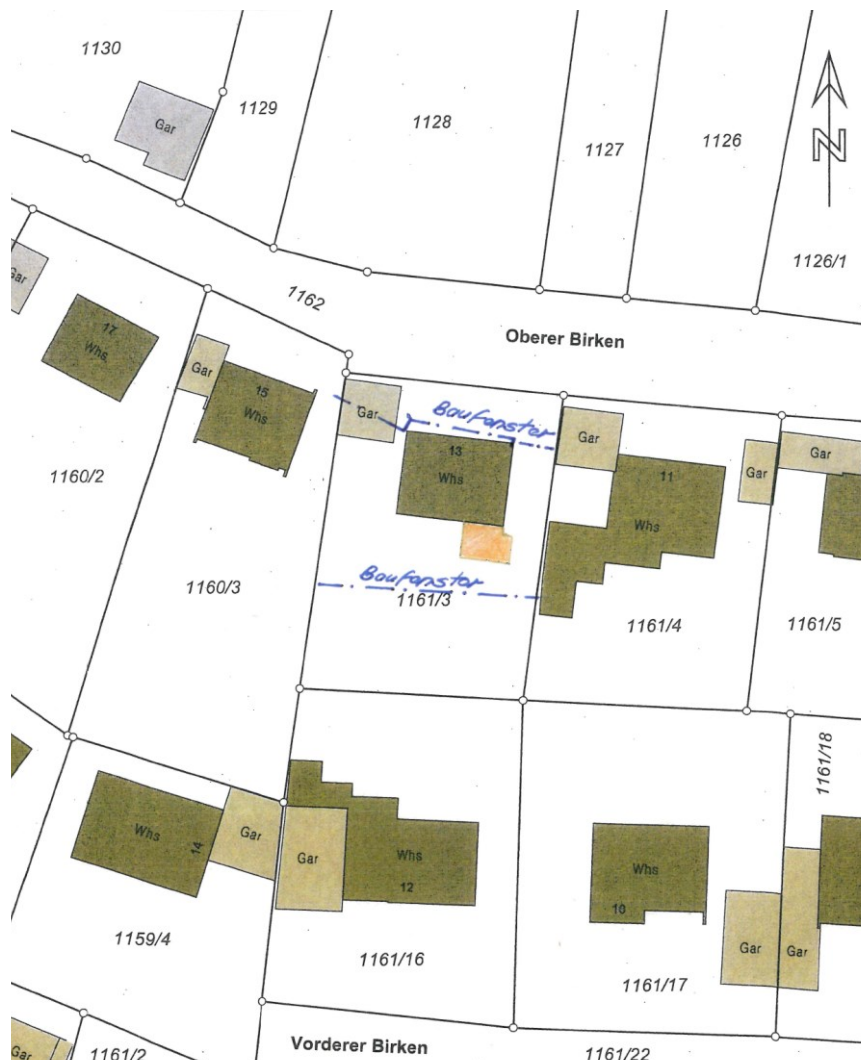 1130
Gar
1129
1128
1127
1126
N
1126/1
Gar
1162
Oberer Birken
17
Whs
Gar
15
Whs
Gar
Baufenster
Gar
13
Whs
11
Whs
Gar
Gar
1160/2
1160/3
Baufenster
1161/3
1161/4
1161/5
1161/18
Whs
14
Gar
Gar
Whs
12
Whs
10
Gar
Gar
1159/4
1161/16
1161/17
Gar
1161/2
Vorderer Birken
1161/22